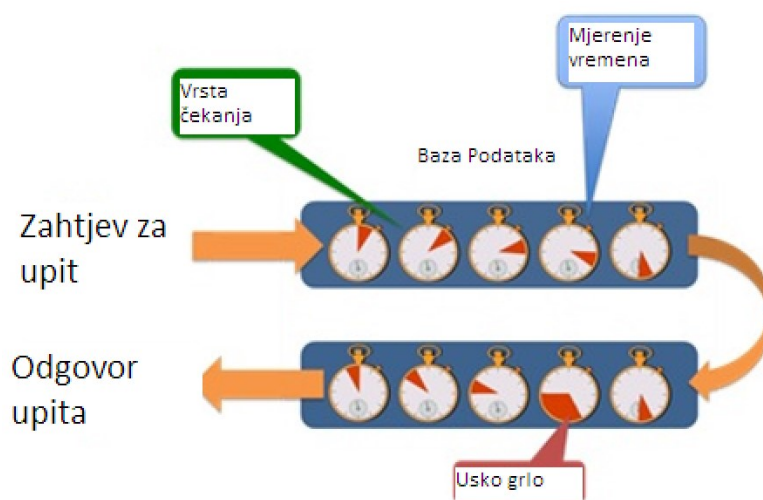 Mjerenje
vremena
Vrsta
čekanja
Baza Podataka
Zahtjev za
upit
Odgovor
upita
Usko grlo